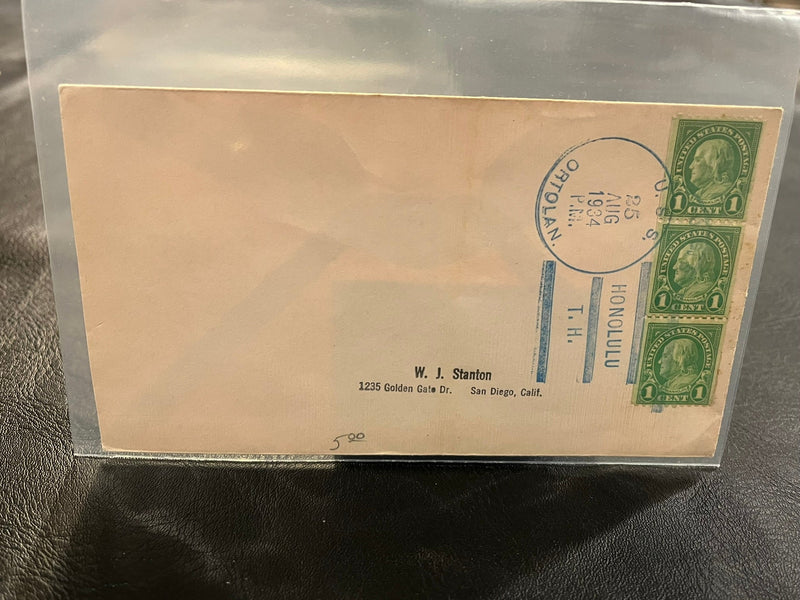 U. S. S.
ORTOLAN.
25
AUG
1934
P.M.
HONOLULU
T. H.
UNITED STATES POSTAGE
1 CENT 1
UNITED STATES POSTAGE
1 CENT 1
UNITED STATES POSTAGE
1 CENT 1
W. J. Stanton
1235 Golden Gate Dr. San Diego, Calif.
5.00